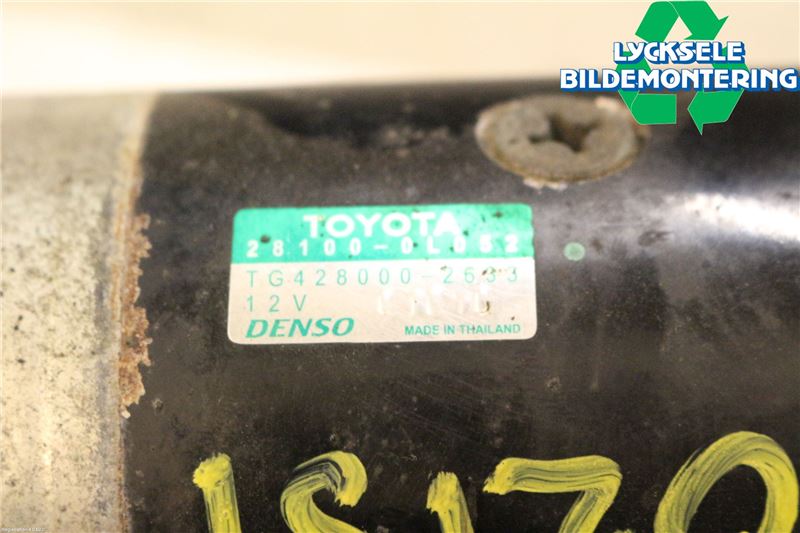 LYCKSELE
BILDEMONTERING
TOYOTA
28100-0L052
TG428000-2633
12V
DENSO
MADE IN THAILAND